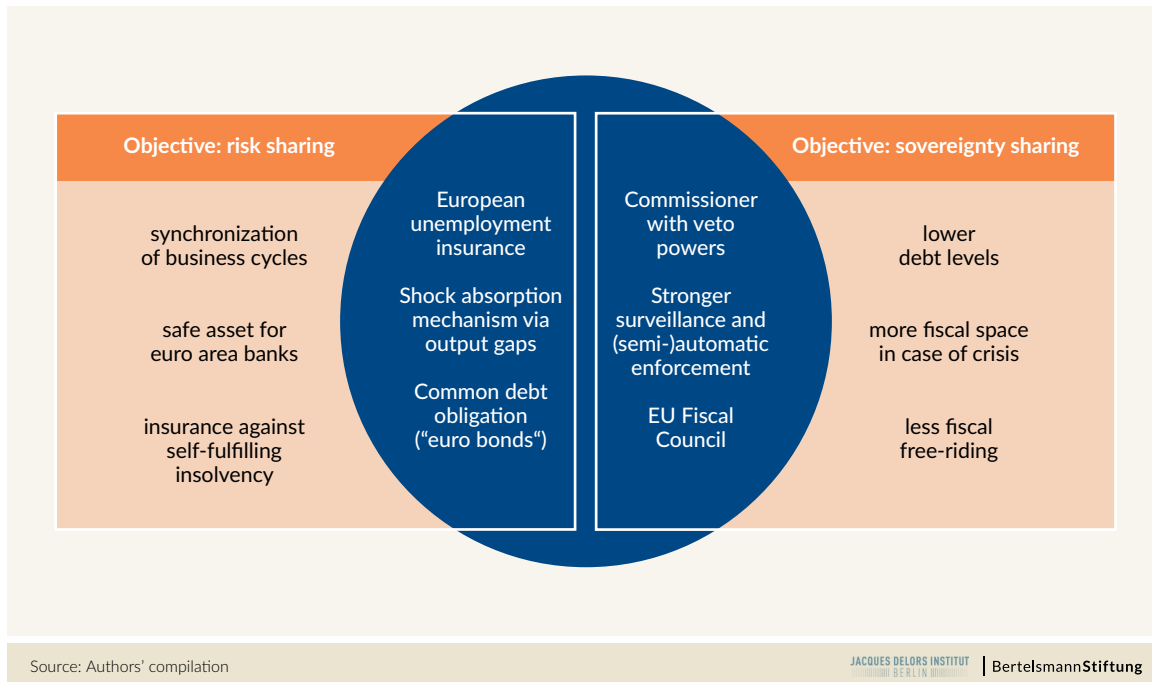 Objective: risk sharing
synchronization
of business cycles
safe asset for
euro area banks
insurance against
self-fulfilling
insolvency
European
unemployment
insurance
Shock absorption
mechanism via
output gaps
Common debt
obligation
(“euro bonds“)
Objective: sovereignty sharing
Commissioner
with veto
powers
Stronger
surveillance and
(semi-)automatic
enforcement
EU Fiscal
Council
lower
debt levels
more fiscal space
in case of crisis
less fiscal
free-riding
Source: Authors’ compilation
JACQUES DELORS INSTITUT
BERLIN
BertelsmannStiftung